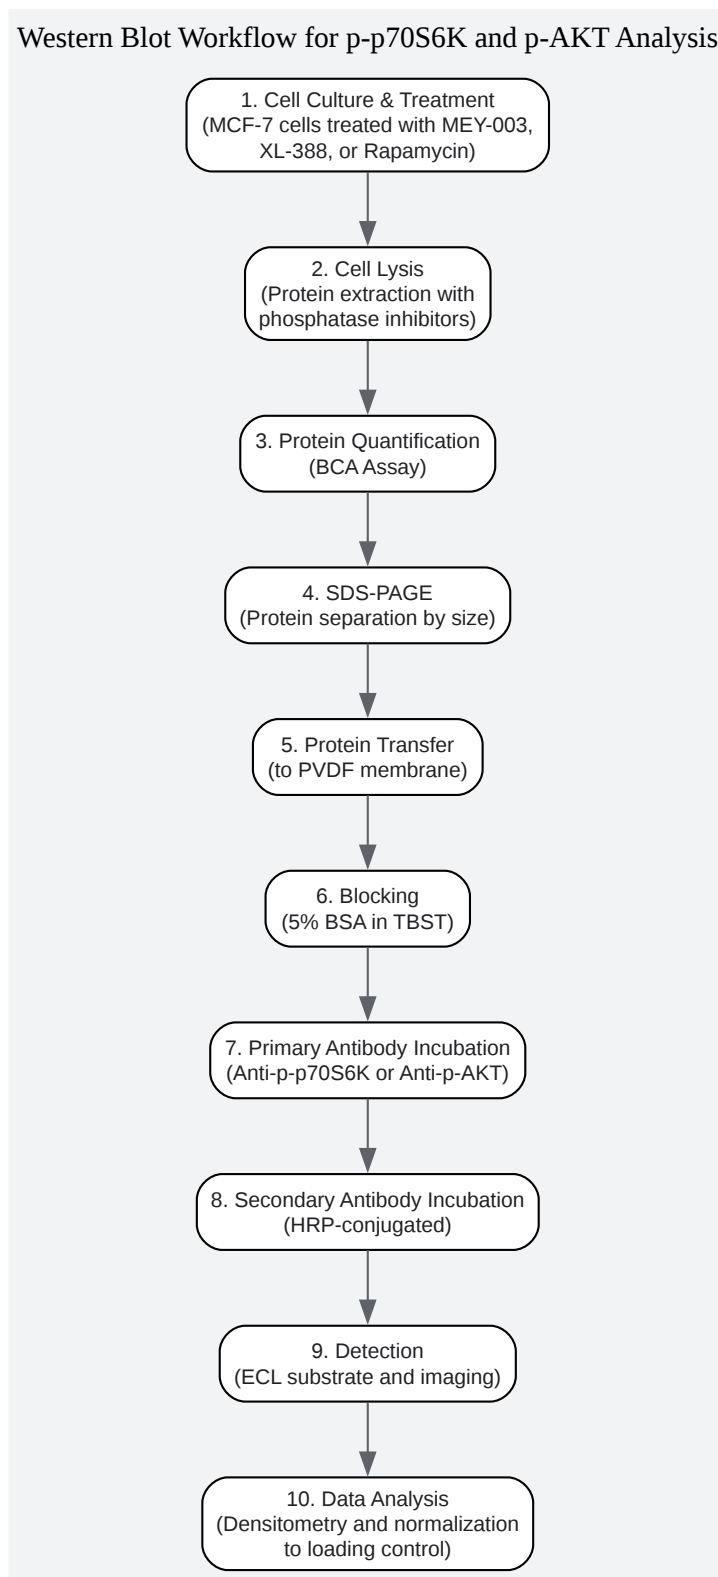 Western Blot Workflow for p-p70S6K and p-AKT Analysis
1. Cell Culture & Treatment
(MCF-7 cells treated with MEY-003,
XL-388, or Rapamycin)
2. Cell Lysis
(Protein extraction with
phosphatase inhibitors)
3. Protein Quantification
(BCA Assay)
4. SDS-PAGE
(Protein separation by size)
5. Protein Transfer
(to PVDF membrane)
6. Blocking
(5% BSA in TBST)
7. Primary Antibody Incubation
(Anti-p-p70S6K or Anti-p-AKT)
8. Secondary Antibody Incubation
(HRP-conjugated)
9. Detection
(ECL substrate and imaging)
10. Data Analysis
(Densitometry and normalization
to loading control)